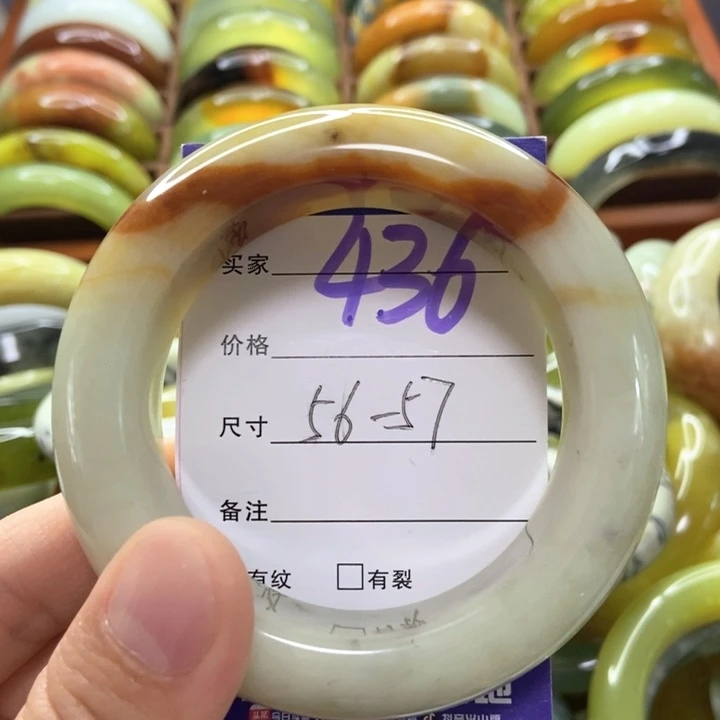 买家 436
价格
尺寸 56-57
备注
有纹 □有裂